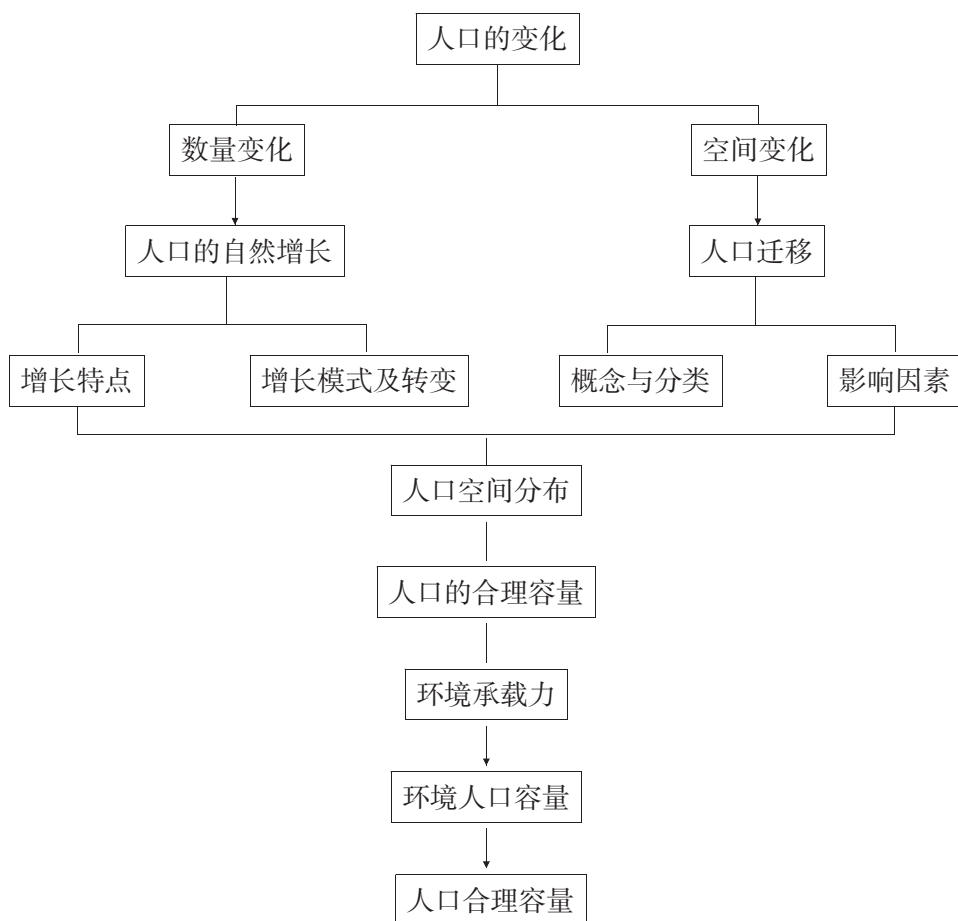 人口的变化
数量变化
空间变化
人口的自然增长
人口迁移
增长特点
增长模式及转变
概念与分类
影响因素
人口空间分布
人口的合理容量
环境承载力
环境人口容量
人口合理容量